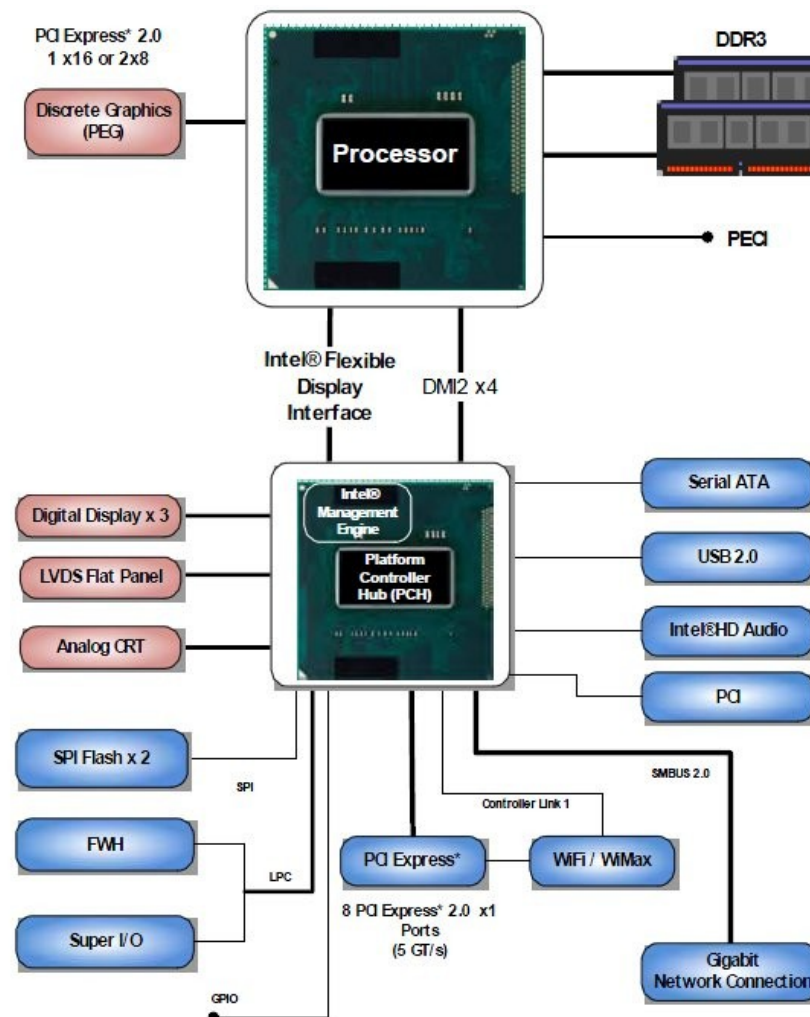 PCI Express* 2.0
1 x16 or 2x8
Discrete Graphics
(PEG)
Processor
DDR3
PECI
Intel® Flexible
Display
Interface
DMI2 x4
Intel®
Management
Engine
Platform
Controller
Hub (PCH)
Digital Display x 3
LVDS Flat Panel
Analog CRT
Serial ATA
USB 2.0
Intel®HD Audio
PCI
SPI Flash x 2
SPI
FWH
LPC
Super I/O
GPIO
SMBUS 2.0
Controller Link 1
PCI Express*
WiFi / WiMax
8 PCI Express* 2.0 x1
Ports
(5 GT/s)
Gigabit
Network Connection